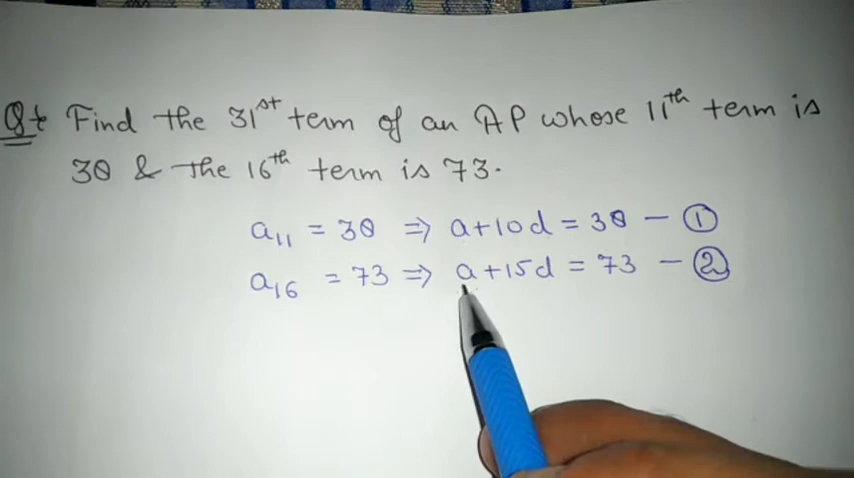 Q: Find the 31st term of an AP whose 11th term is
38 & the 16th term is 73.
a₁₁ = 38 ⇒ a+10d = 38 — ①
a₁₆ = 73 ⇒ a+15d = 73 — ②